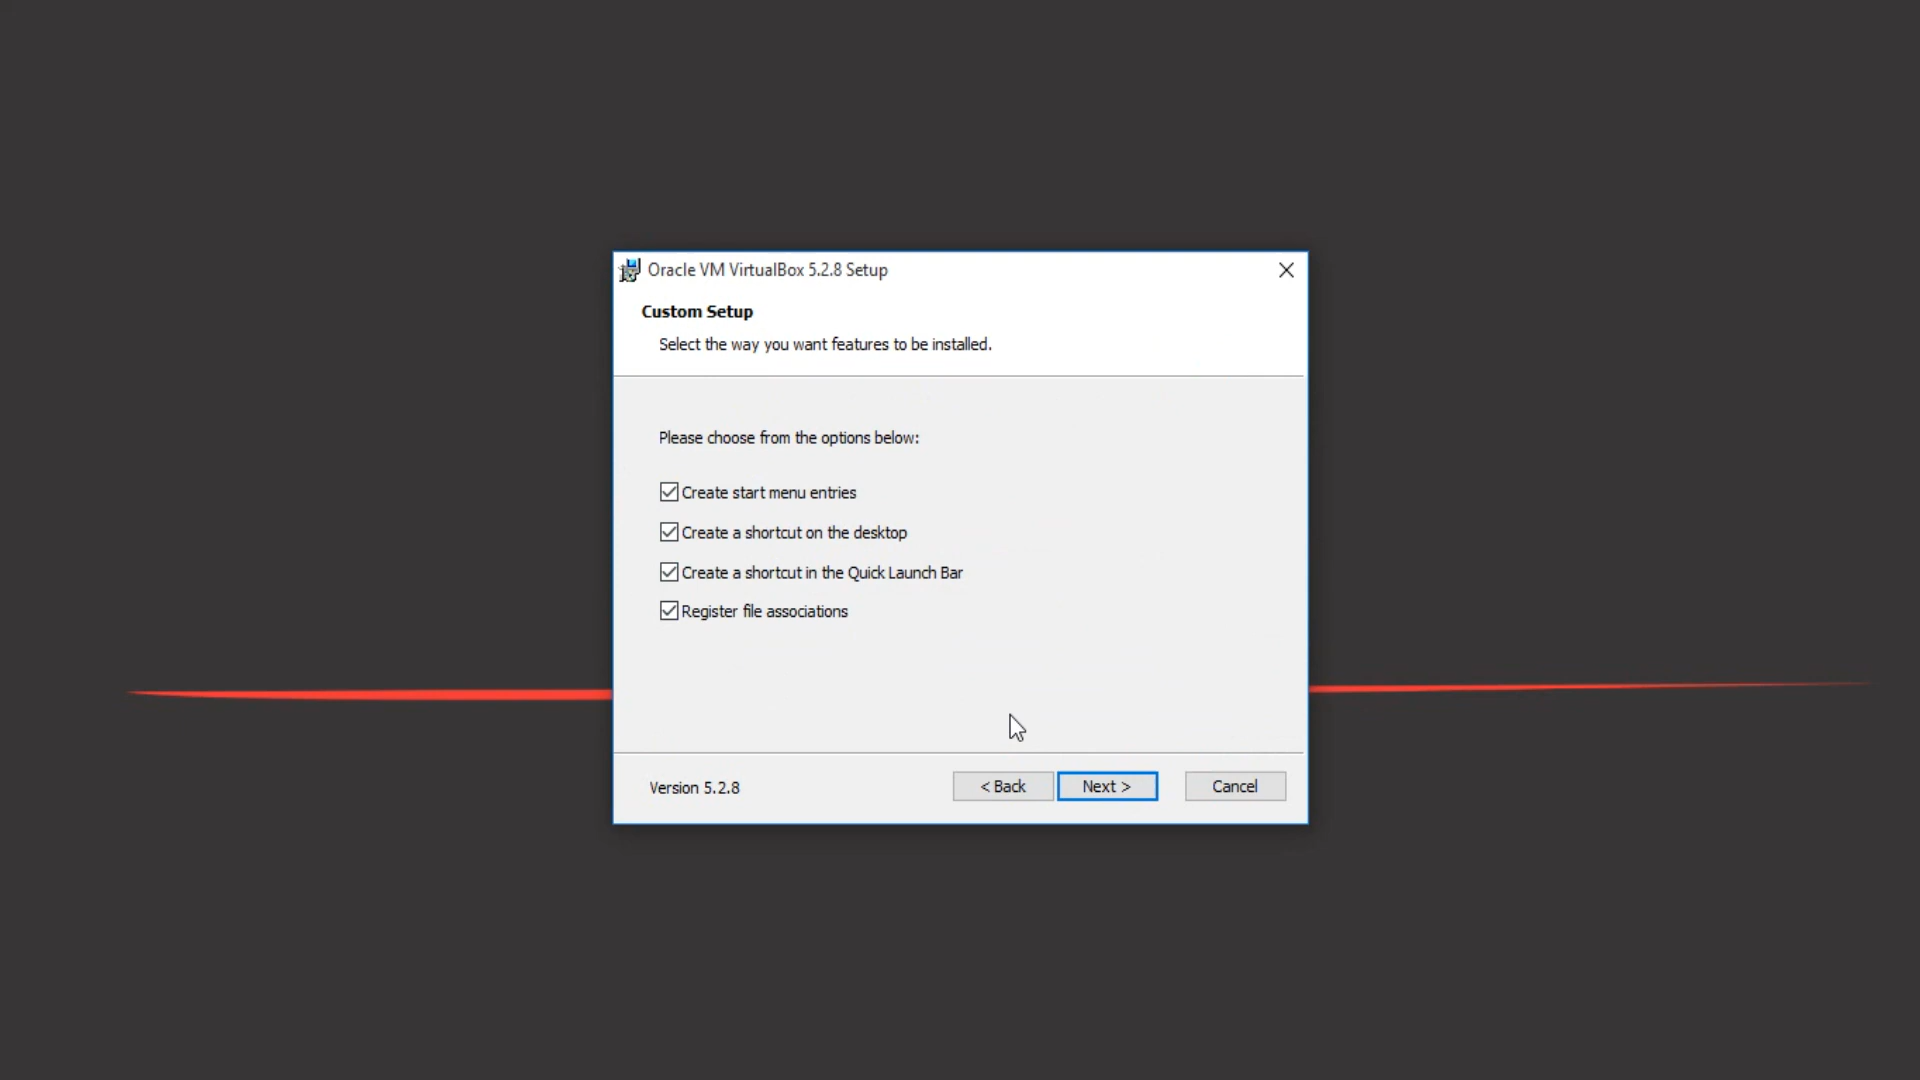 Oracle VM VirtualBox 5.2.8 Setup
Custom Setup
Select the way you want features to be installed.
Please choose from the options below:
Create start menu entries
Create a shortcut on the desktop
Create a shortcut in the Quick Launch Bar
Register file associations
Version 5.2.8
< Back
Next >
Cancel